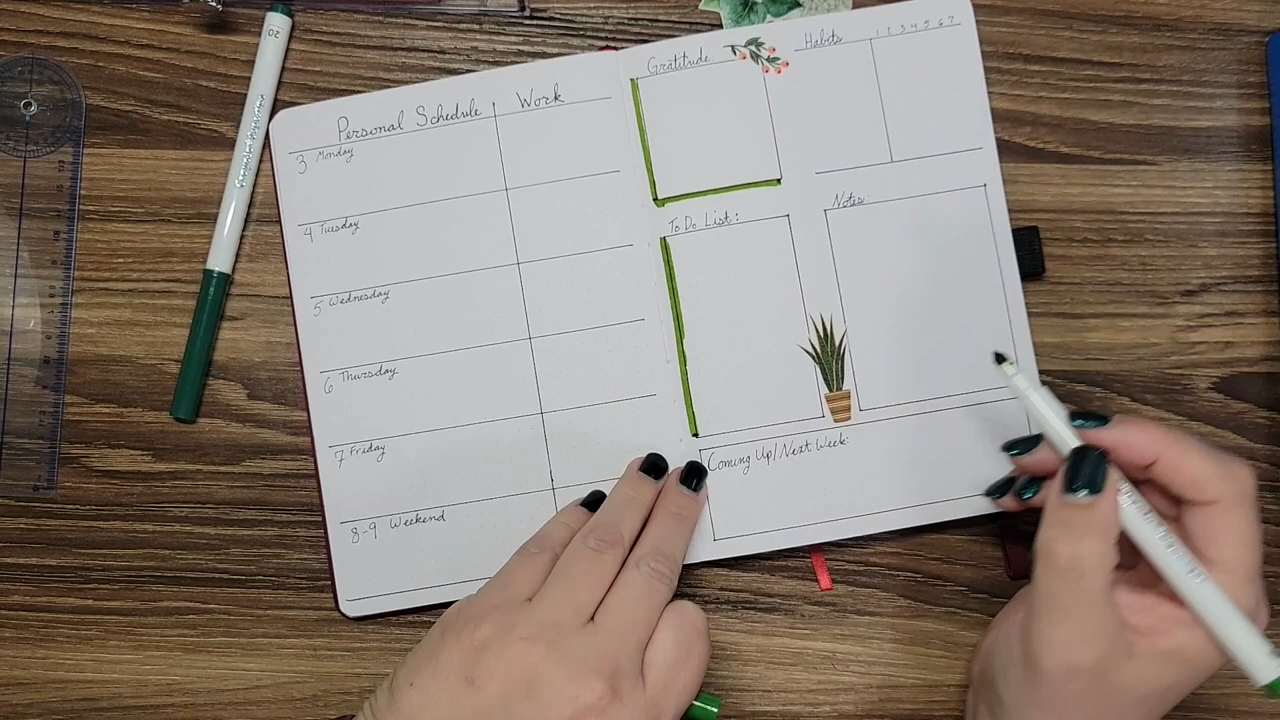 Personal Schedule
Work
3 Monday
4 Tuesday
5 Wednesday
6 Thursday
7 Friday
8-9 Weekend
Gratitude
Habits
1 2 3 4 5 6 7
To Do List:
Notes:
Coming Up/Next Week:
20